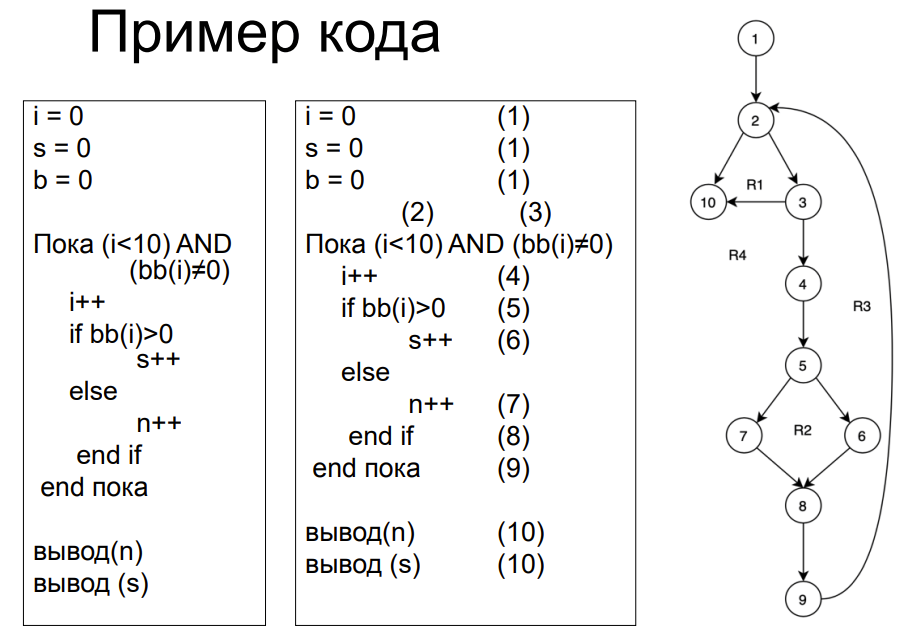 Пример кода
i = 0
s = 0
b = 0
Пока (i<10) AND
(bb(i)≠0)
i++
if bb(i)>0
s++
else
n++
end if
end пока
вывод(n)
вывод (s)
i = 0 (1)
s = 0 (1)
b = 0 (1)
(2) (3)
Пока (i<10) AND (bb(i)≠0)
i++ (4)
if bb(i)>0 (5)
s++ (6)
else
n++ (7)
end if (8)
end пока (9)
вывод(n) (10)
вывод (s) (10)
1
2
R1
10
3
R4
4
R3
5
7
R2
6
8
9